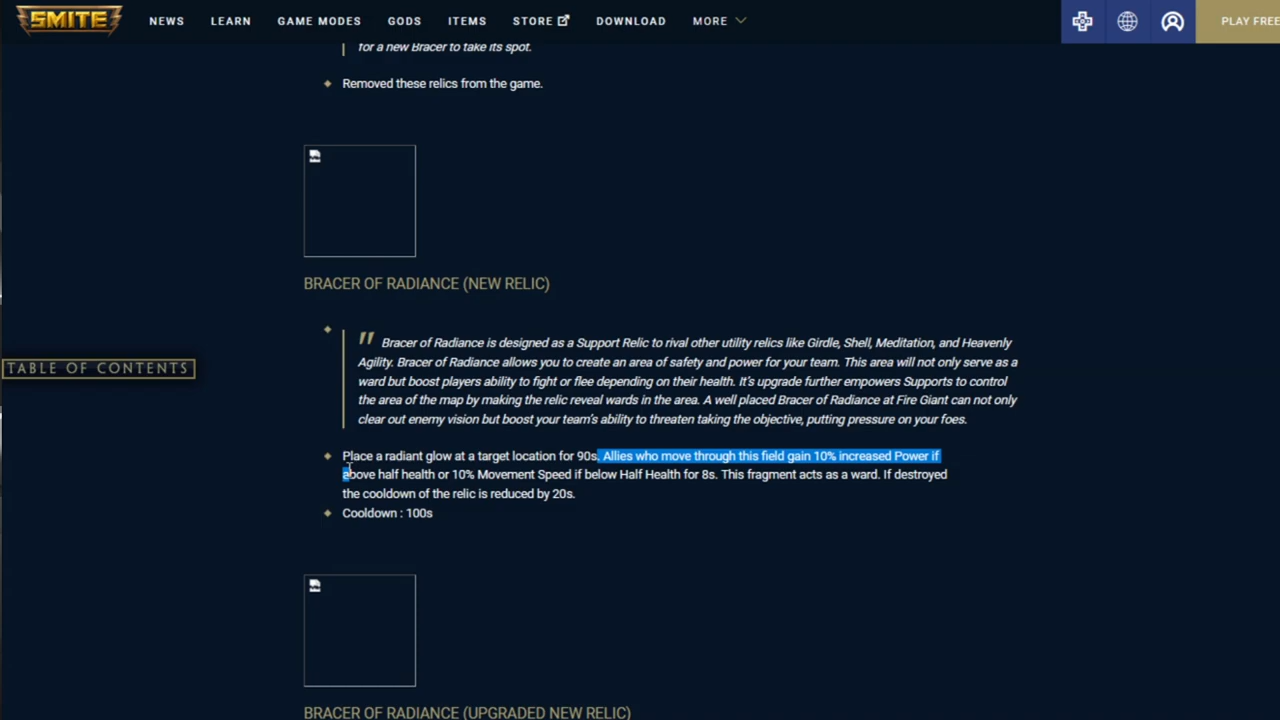 SMITE NEWS LEARN GAME MODES GODS ITEMS STORE DOWNLOAD MORE PLAY FREE
for a new Bracer to take its spot.
Removed these relics from the game.
BRACER OF RADIANCE (NEW RELIC)
" Bracer of Radiance is designed as a Support Relic to rival other utility relics like Girdle, Shell, Meditation, and Heavenly
Agility. Bracer of Radiance allows you to create an area of safety and power for your team. This area will not only serve as a
TABLE OF CONTENTS
ward but boost players ability to fight or flee depending on their health. It's upgrade further empowers Supports to control
the area of the map by making the relic reveal wards in the area. A well placed Bracer of Radiance at Fire Giant can not only
clear out enemy vision but boost your team's ability to threaten taking the objective, putting pressure on your foes.
Place a radiant glow at a target location for 90s. Allies who move through this field gain 10% increased Power if
above half health or 10% Movement Speed if below Half Health for 8s. This fragment acts as a ward. If destroyed
the cooldown of the relic is reduced by 20s.
Cooldown : 100s
BRACER OF RADIANCE (UPGRADED NEW RELIC)